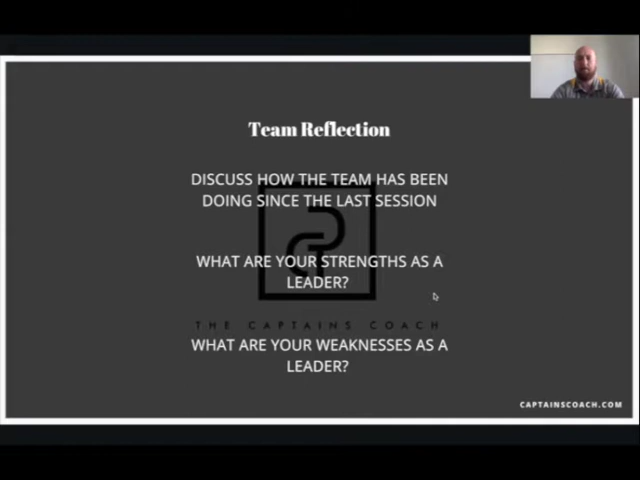 Team Reflection
DISCUSS HOW THE TEAM HAS BEEN
DOING SINCE THE LAST SESSION
WHAT ARE YOUR STRENGTHS AS A
LEADER?
THE CAPTAINS COACH
WHAT ARE YOUR WEAKNESSES AS A
LEADER?
CAPTAINSCOACH.COM